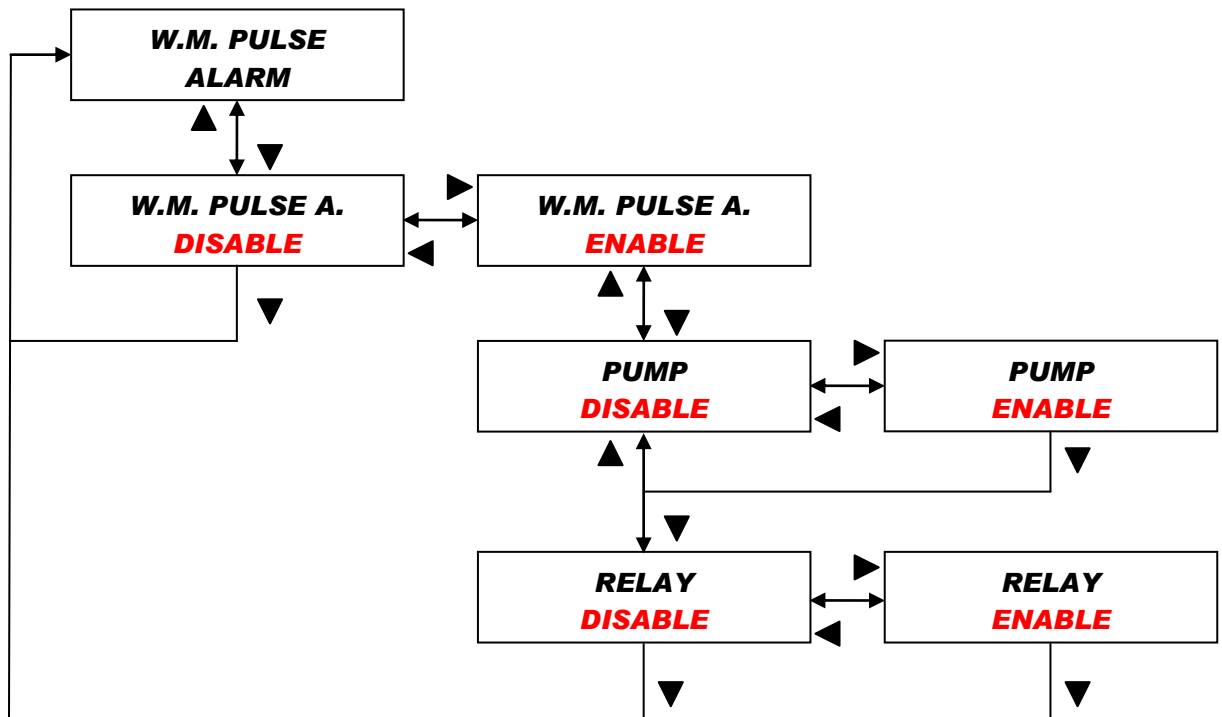 W.M. PULSE
ALARM
W.M. PULSE A.
DISABLE
W.M. PULSE A.
ENABLE
PUMP
DISABLE
PUMP
ENABLE
RELAY
DISABLE
RELAY
ENABLE